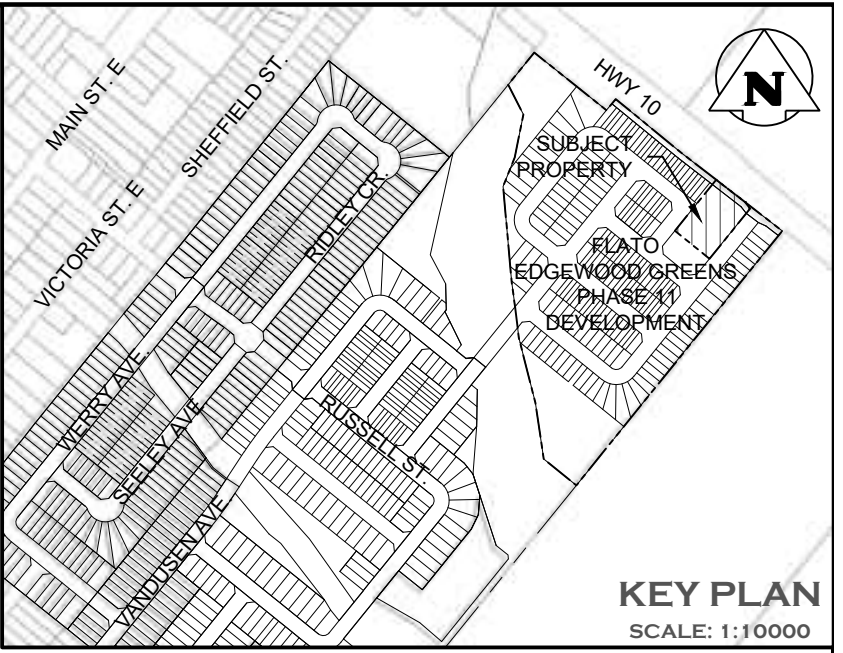 MAIN ST. E
SHEFFIELD ST.
HWY 10
N
SUBJECT
PROPERTY
VICTORIA ST. E
RIDLEY CR.
FLATO
EDGEWOOD GREENS
PHASE 11
DEVELOPMENT
WERRY AVE.
SEELEY AVE.
RUSSELL ST.
VANDUSEN AVE.
KEY PLAN
SCALE: 1:10000